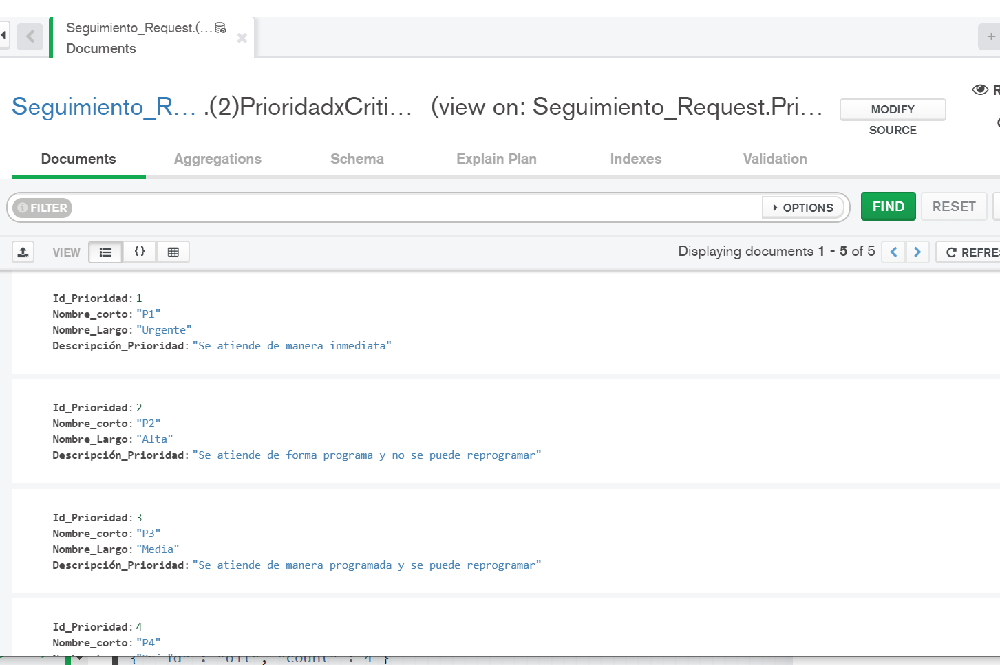 Seguimiento_Request.(...
Documents
Seguimiento_R... .(2)PrioridadxCriti... (view on: Seguimiento_Request.Pri...
MODIFY SOURCE
Documents Aggregations Schema Explain Plan Indexes Validation
FILTER
OPTIONS
FIND
RESET
VIEW
Displaying documents 1 - 5 of 5
Id_Prioridad: 1
Nombre_corto: "P1"
Nombre_Largo: "Urgente"
Descripción_Prioridad: "Se atiende de manera inmediata"
Id_Prioridad: 2
Nombre_corto: "P2"
Nombre_Largo: "Alta"
Descripción_Prioridad: "Se atiende de forma programa y no se puede reprogramar"
Id_Prioridad: 3
Nombre_corto: "P3"
Nombre_Largo: "Media"
Descripción_Prioridad: "Se atiende de manera programada y se puede reprogramar"
Id_Prioridad: 4
Nombre_corto: "P4"
"count" : 4 }